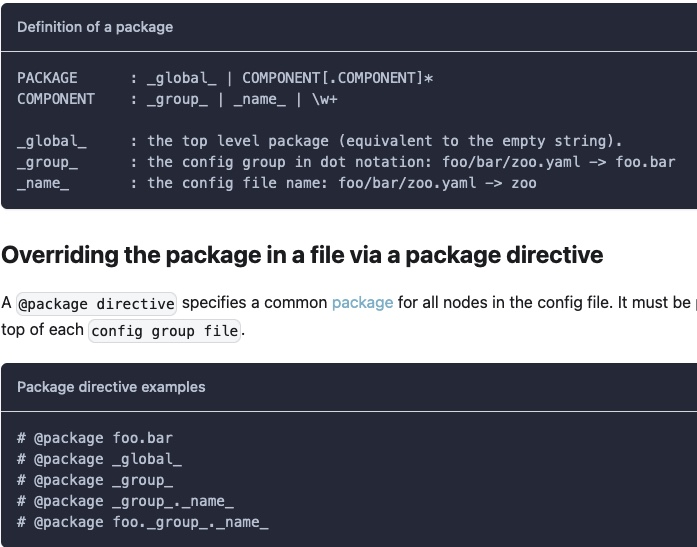 Definition of a package
PACKAGE : _global_ | COMPONENT[.COMPONENT]*
COMPONENT : _group_ | _name_ | \w+
_global_ : the top level package (equivalent to the empty string).
_group_ : the config group in dot notation: foo/bar/zoo.yaml -> foo.bar
_name_ : the config file name: foo/bar/zoo.yaml -> zoo
Overriding the package in a file via a package directive
A @package directive specifies a common package for all nodes in the config file. It must be
top of each config group file.
Package directive examples
# @package foo.bar
# @package _global_
# @package _group_
# @package _group_._name_
# @package foo._group_._name_